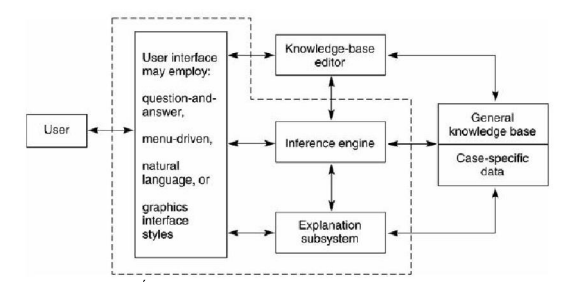 User
User interface
may employ:
question-and-
answer,
menu-driven,
natural
language, or
graphics
interface
styles
Knowledge-base
editor
Inference engine
Explanation
subsystem
General
knowledge base
Case-specific
data